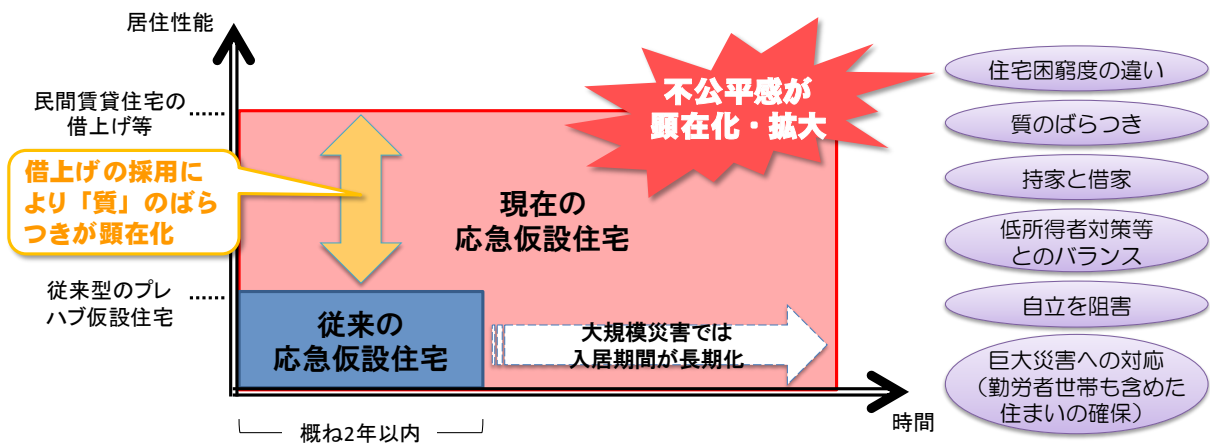 居住性能
民間賃貸住宅の
借上げ等
借上げの採用に
より「質」のばら
つきが顕在化
従来型のプレ
ハブ仮設住宅
不公平感が
顕在化・拡大
現在の
応急仮設住宅
従来の
応急仮設住宅
大規模災害では
入居期間が長期化
時間
概ね2年以内
住宅困窮度の違い
質のばらつき
持家と借家
低所得者対策等
とのバランス
自立を阻害
巨大災害への対応
（勤労者世帯も含めた
住まいの確保）